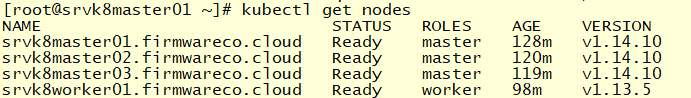 [root@srvk8master01 ~]# kubectl get nodes
NAME STATUS ROLES AGE VERSION
srvk8master01.firmwareco.cloud Ready master 128m v1.14.10
srvk8master02.firmwareco.cloud Ready master 120m v1.14.10
srvk8master03.firmwareco.cloud Ready master 119m v1.14.10
srvk8worker01.firmwareco.cloud Ready worker 98m v1.13.5